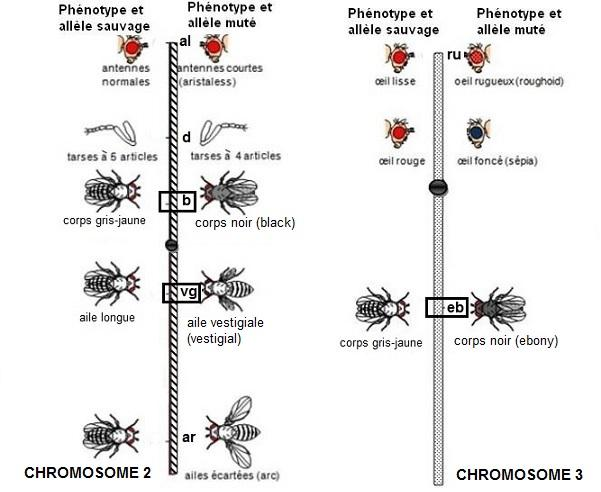 Phénotype et
allèle sauvage
Phénotype et
allèle muté
al
antennes
normales
antennes courtes
(aristaless)
d
tarses à 5 articles
tarses à 4 articles
b
corps gris-jaune
corps noir (black)
vg
aile longue
aile vestigiale
(vestigial)
ar
ailes écartées (arc)
CHROMOSOME 2
Phénotype et
allèle sauvage
Phénotype et
allèle muté
ru
œil lisse
oeil rugueux (roughoid)
œil rouge
œil foncé (sépia)
eb
corps gris-jaune
corps noir (ebony)
CHROMOSOME 3